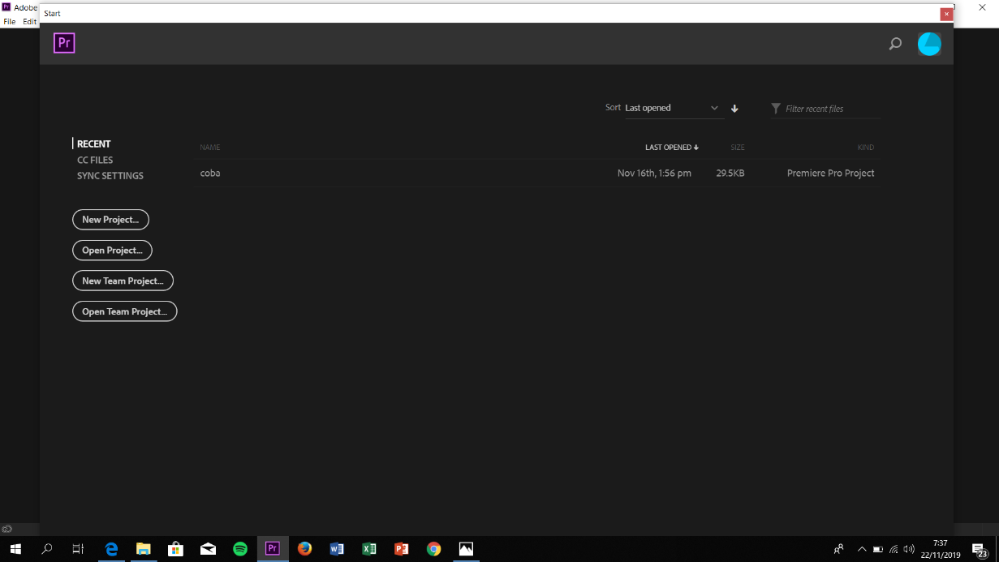 Pr Adobe
Start
File Edit
Pr
Sort Last opened
Filter recent files
RECENT
CC FILES
SYNC SETTINGS
NAME LAST OPENED SIZE KIND
coba Nov 16th, 1:56 pm 29.5KB Premiere Pro Project
New Project...
Open Project...
New Team Project...
Open Team Project...
Pr
7:37
22/11/2019
23